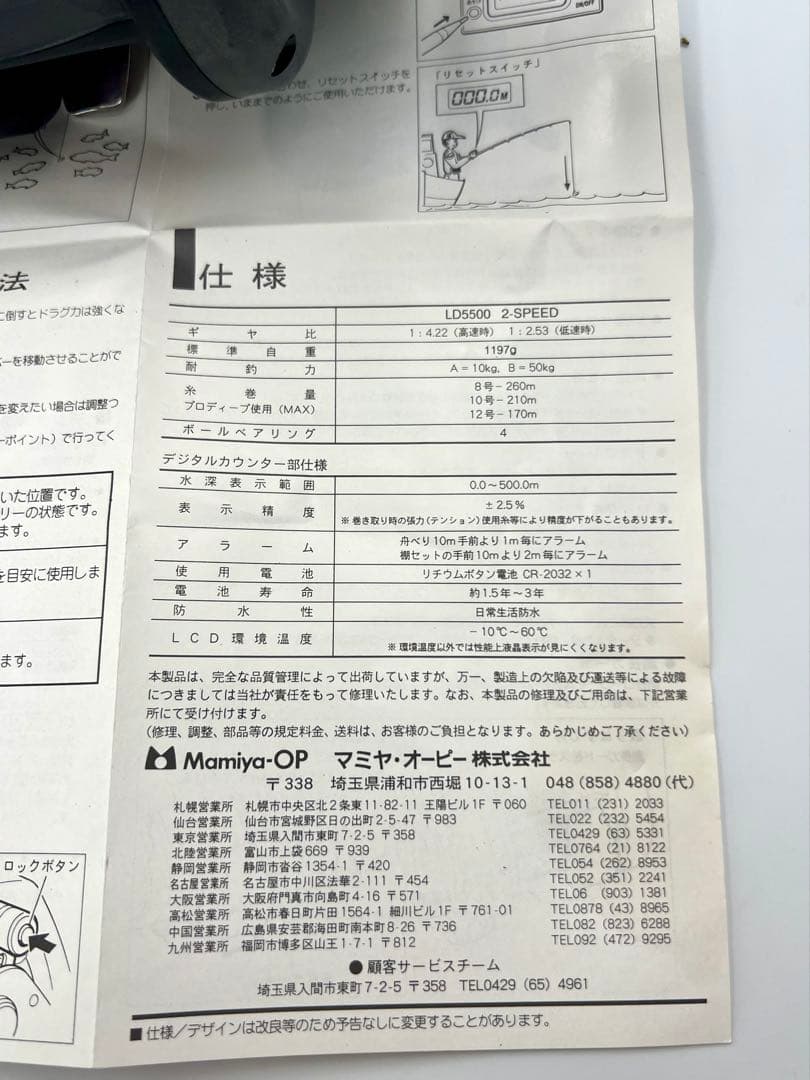 ON/OFF
わせ、リセットスイッチを
押し、いままでのようにご使用いただけます。
「リセットスイッチ」
000.0M
法
に倒すとドラグ力は強くな
バーを移動させることがで
を変えたい場合は調整つ
ーポイント）で行ってく
いた位置です。
リーの状態です。
ます。
を目安に使用しま
ます。
ロックボタン
仕様
LD5500 2-SPEED
ギヤ比 1：4.22（高速時） 1：2.53（低速時）
標準自重 1197g
耐釣力 A＝10kg，B＝50kg
糸巻量 8号－260m
プロディープ使用（MAX） 10号－210m
12号－170m
ボールベアリング 4
デジタルカウンター部仕様
水深表示範囲 0.0～500.0m
表示精度 ±2.5％
※巻き取り時の張力（テンション）使用糸等により精度が下がることもあります。
アラーム 舟べり10m手前より1m毎にアラーム
棚セットの手前10mより2m毎にアラーム
使用電池 リチウムボタン電池 CR-2032×1
電池寿命 約1.5年～3年
防水性 日常生活防水
LCD環境温度 －10℃～60℃
※環境温度以外では性能上液晶表示が見にくくなります。
本製品は、完全な品質管理によって出荷していますが、万一、製造上の欠陥及び運送等による故障
につきましては当社が責任をもって修理いたします。なお、本製品の修理及びご用命は、下記営業
所にて受け付けます。
（修理、調整、部品等の規定料金、送料は、お客様のご負担となります。あらかじめご了承ください）
Mamiya-OP マミヤ・オーピー株式会社
〒338 埼玉県浦和市西堀10-13-1 048（858）4880（代）
札幌営業所 札幌市中央区北2条東11-82-11 王陽ビル1F 〒060 TEL011（231）2033
仙台営業所 仙台市宮城野区日の出町2-5-47 〒983 TEL022（232）5454
東京営業所 埼玉県入間市東町7-2-5 〒358 TEL0429（63）5331
北陸営業所 富山市上袋669 〒939 TEL0764（21）8122
静岡営業所 静岡市沓谷1354-1 〒420 TEL054（262）8953
名古屋営業所 名古屋市中川区法華2-111 〒454 TEL052（351）2241
大阪営業所 大阪府門真市向島町4-16 〒571 TEL06（903）1381
高松営業所 高松市春日町片田1564-1 細川ビル1F 〒761-01 TEL0878（43）8965
中国営業所 広島県安芸郡海田町南本町8-26 〒736 TEL082（823）6288
九州営業所 福岡市博多区山王1-7-1 〒812 TEL092（472）9295
●顧客サービスチーム
埼玉県入間市東町7-2-5 〒358 TEL0429（65）4961
■仕様／デザインは改良等のため予告なしに変更することがあります。